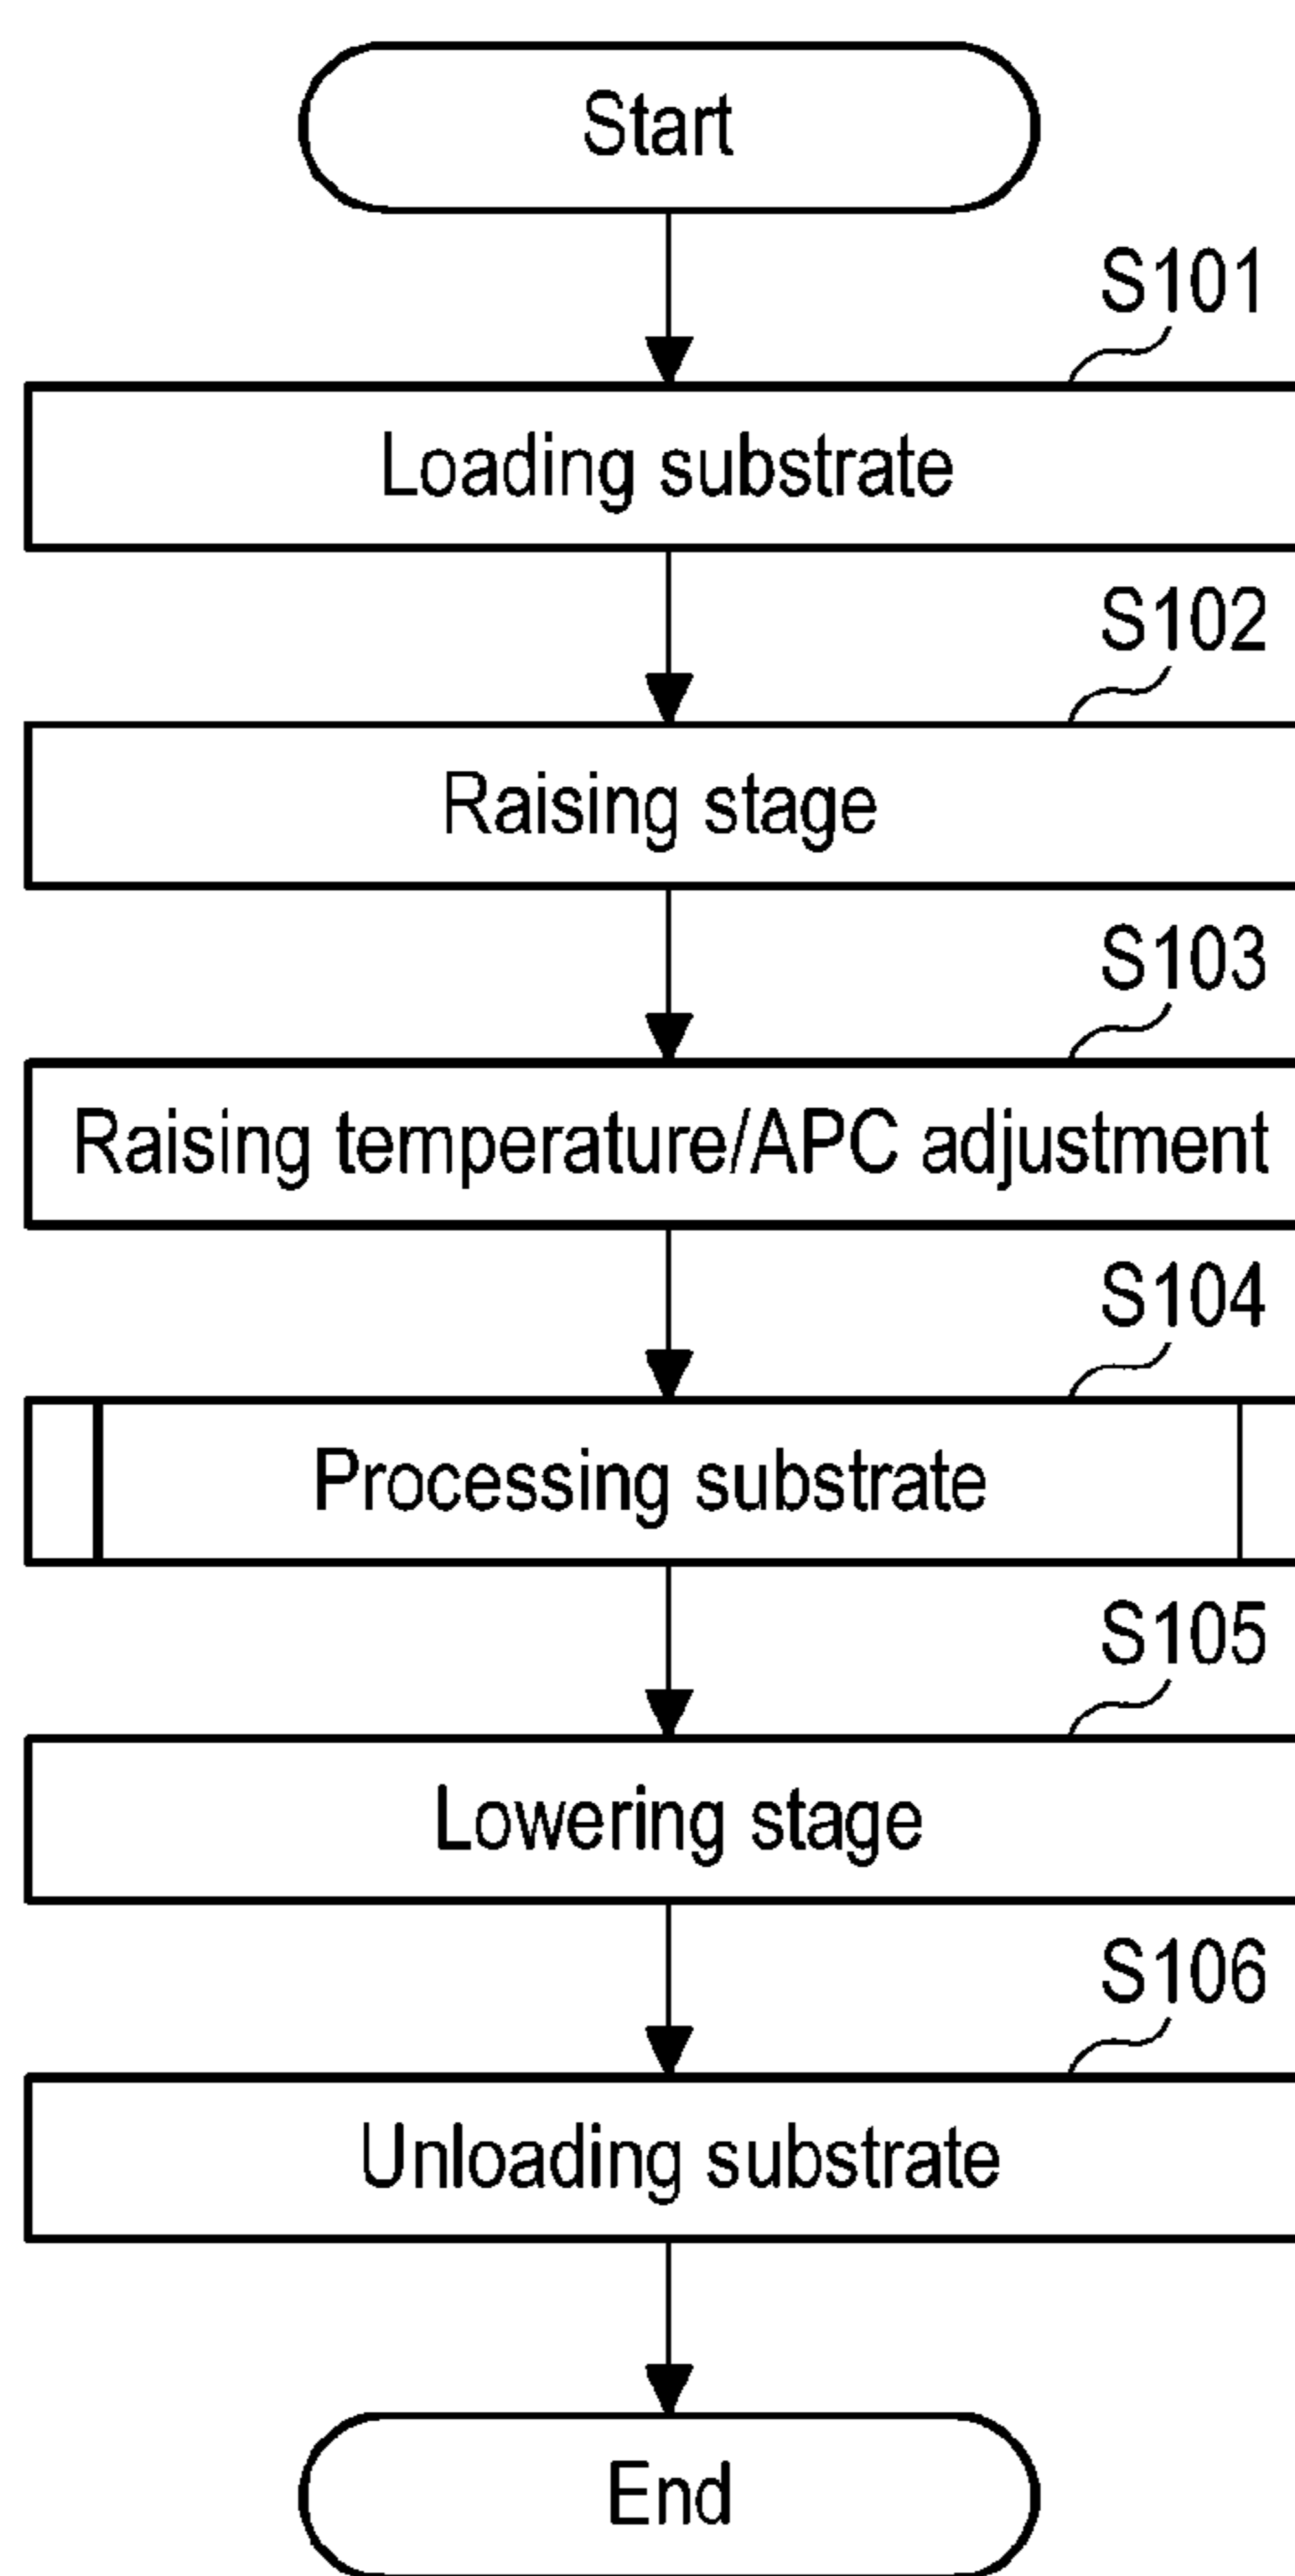 Start
S101
Loading substrate
S102
Raising stage
S103
Raising temperature/APC adjustment
S104
Processing substrate
S105
Lowering stage
S106
Unloading substrate
End